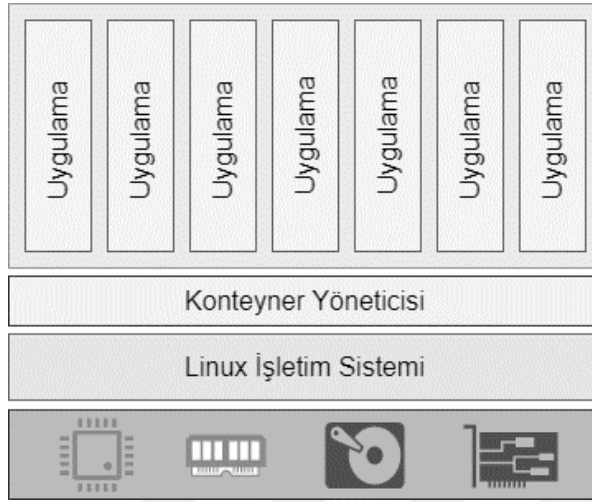 Uygulama
Uygulama
Uygulama
Uygulama
Uygulama
Uygulama
Uygulama
Konteyner Yöneticisi
Linux İşletim Sistemi